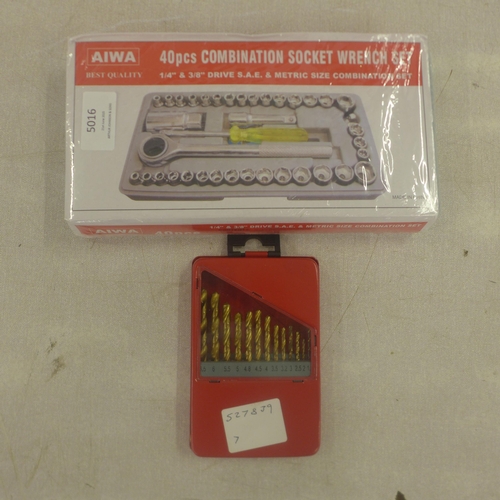 AIWA
BEST QUALITY
40pcs COMBINATION SOCKET WRENCH SET
1/4" & 3/8" DRIVE S.A.E. & METRIC SIZE COMBINATION SET
5016
AIWA
1/4" & 3/8" DRIVE S.A.E. & METRIC SIZE COMBINATION SET
5278J9
7